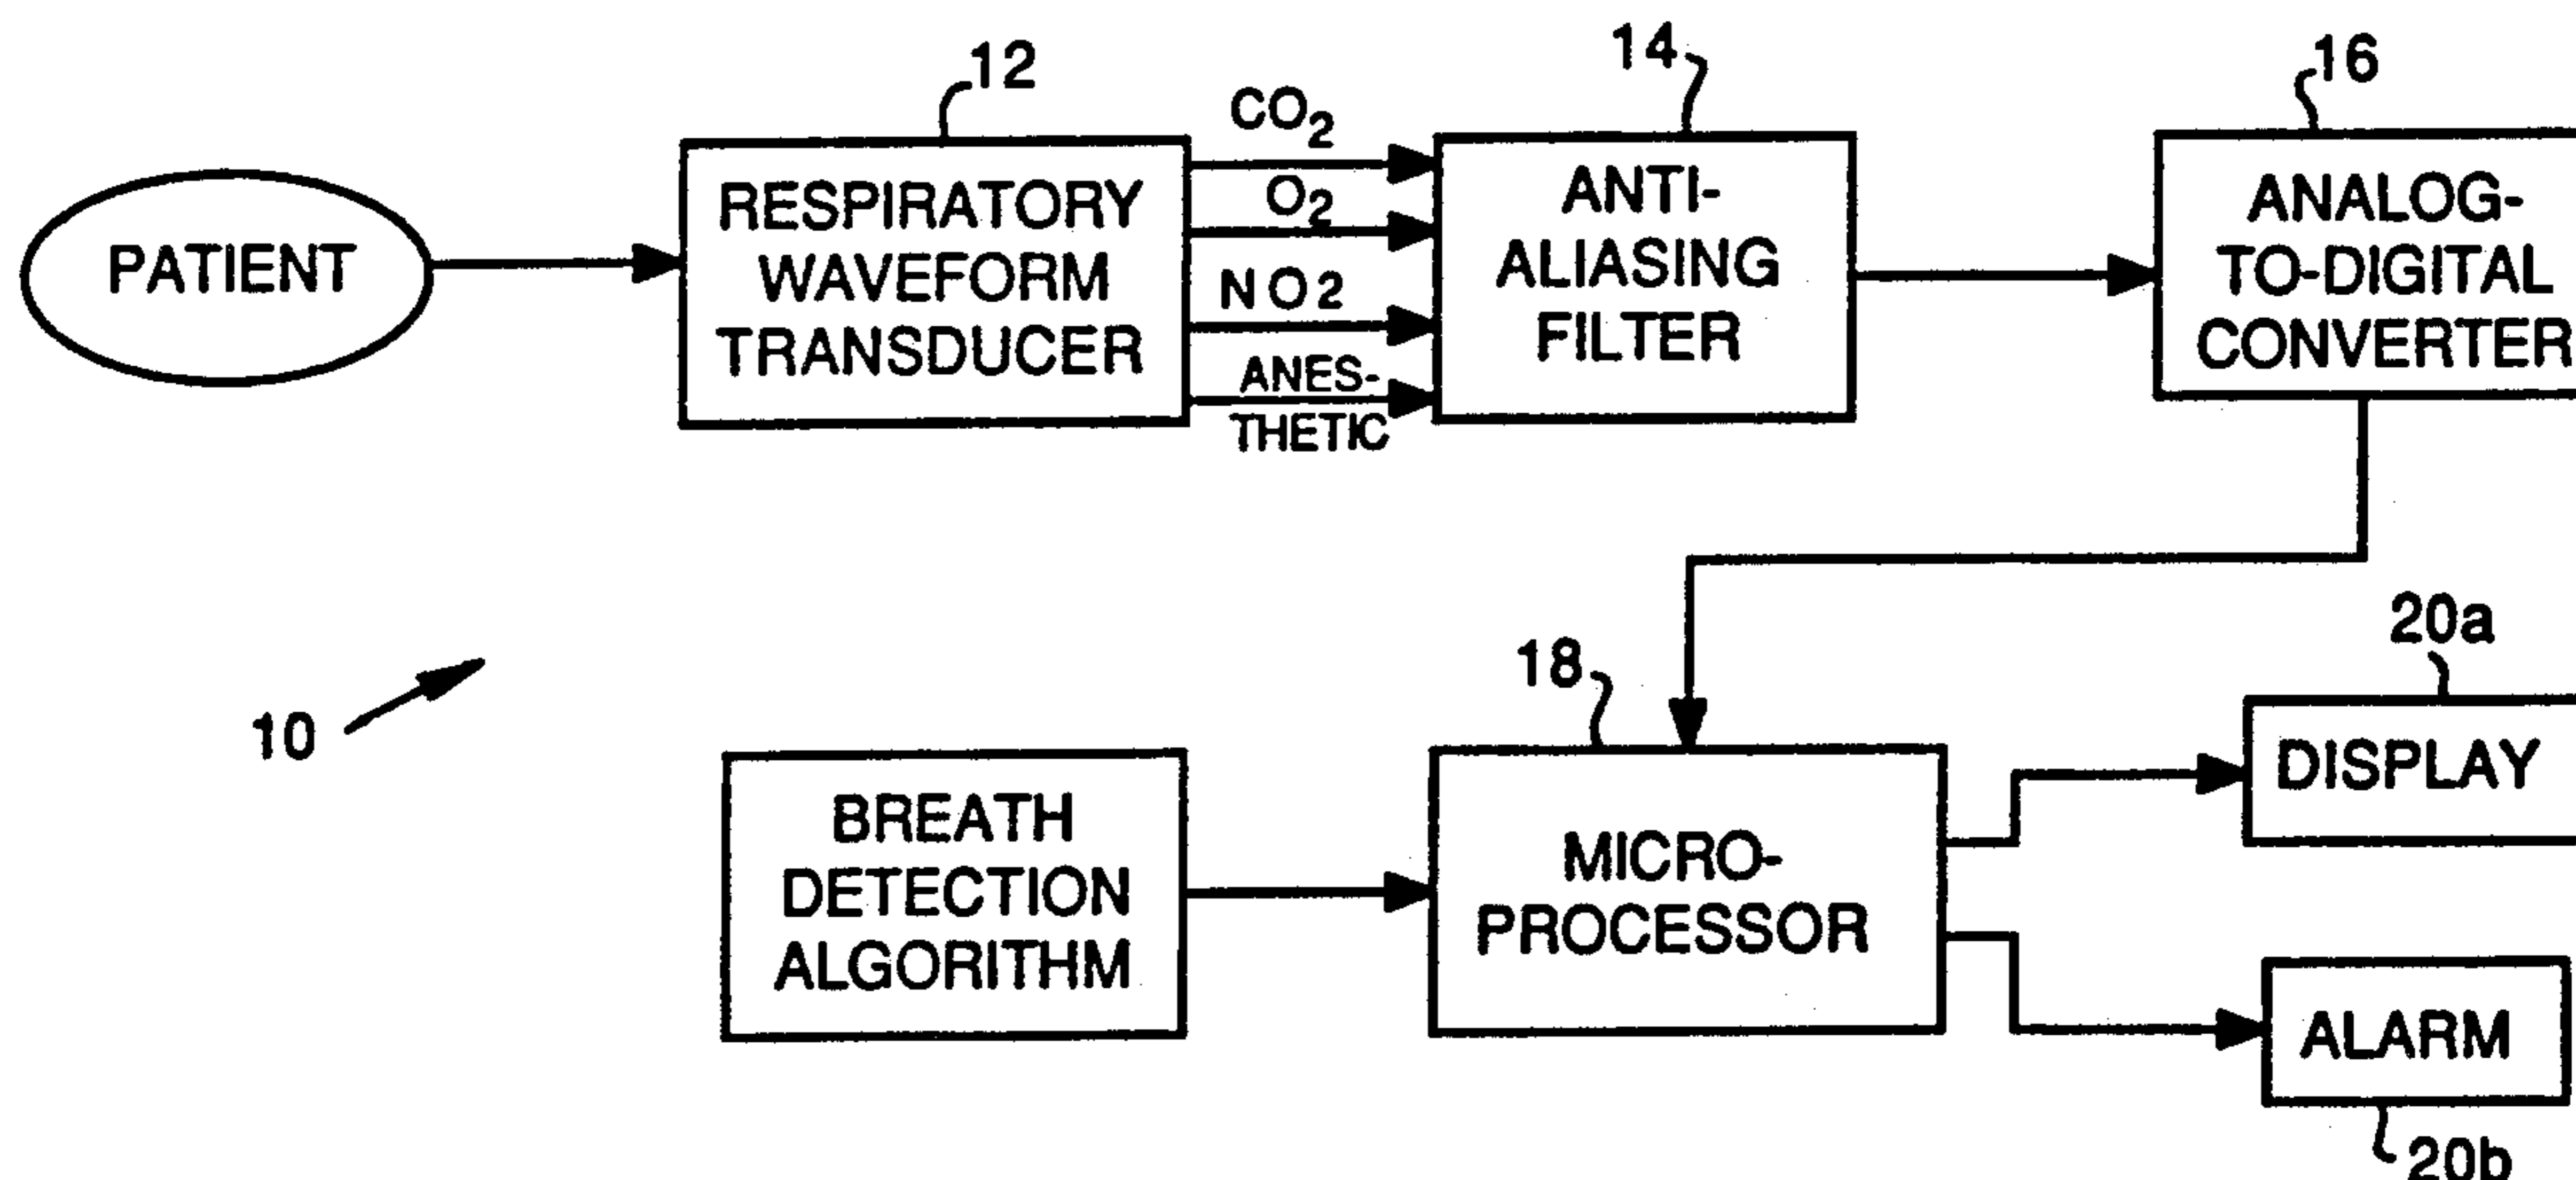 12
14
16
PATIENT
RESPIRATORY
WAVEFORM
TRANSDUCER
CO2
O2
NO2
ANES-
THETIC
ANTI-
ALIASING
FILTER
ANALOG-
TO-DIGITAL
CONVERTER
10
BREATH
DETECTION
ALGORITHM
18
MICRO-
PROCESSOR
20a
DISPLAY
ALARM
20b